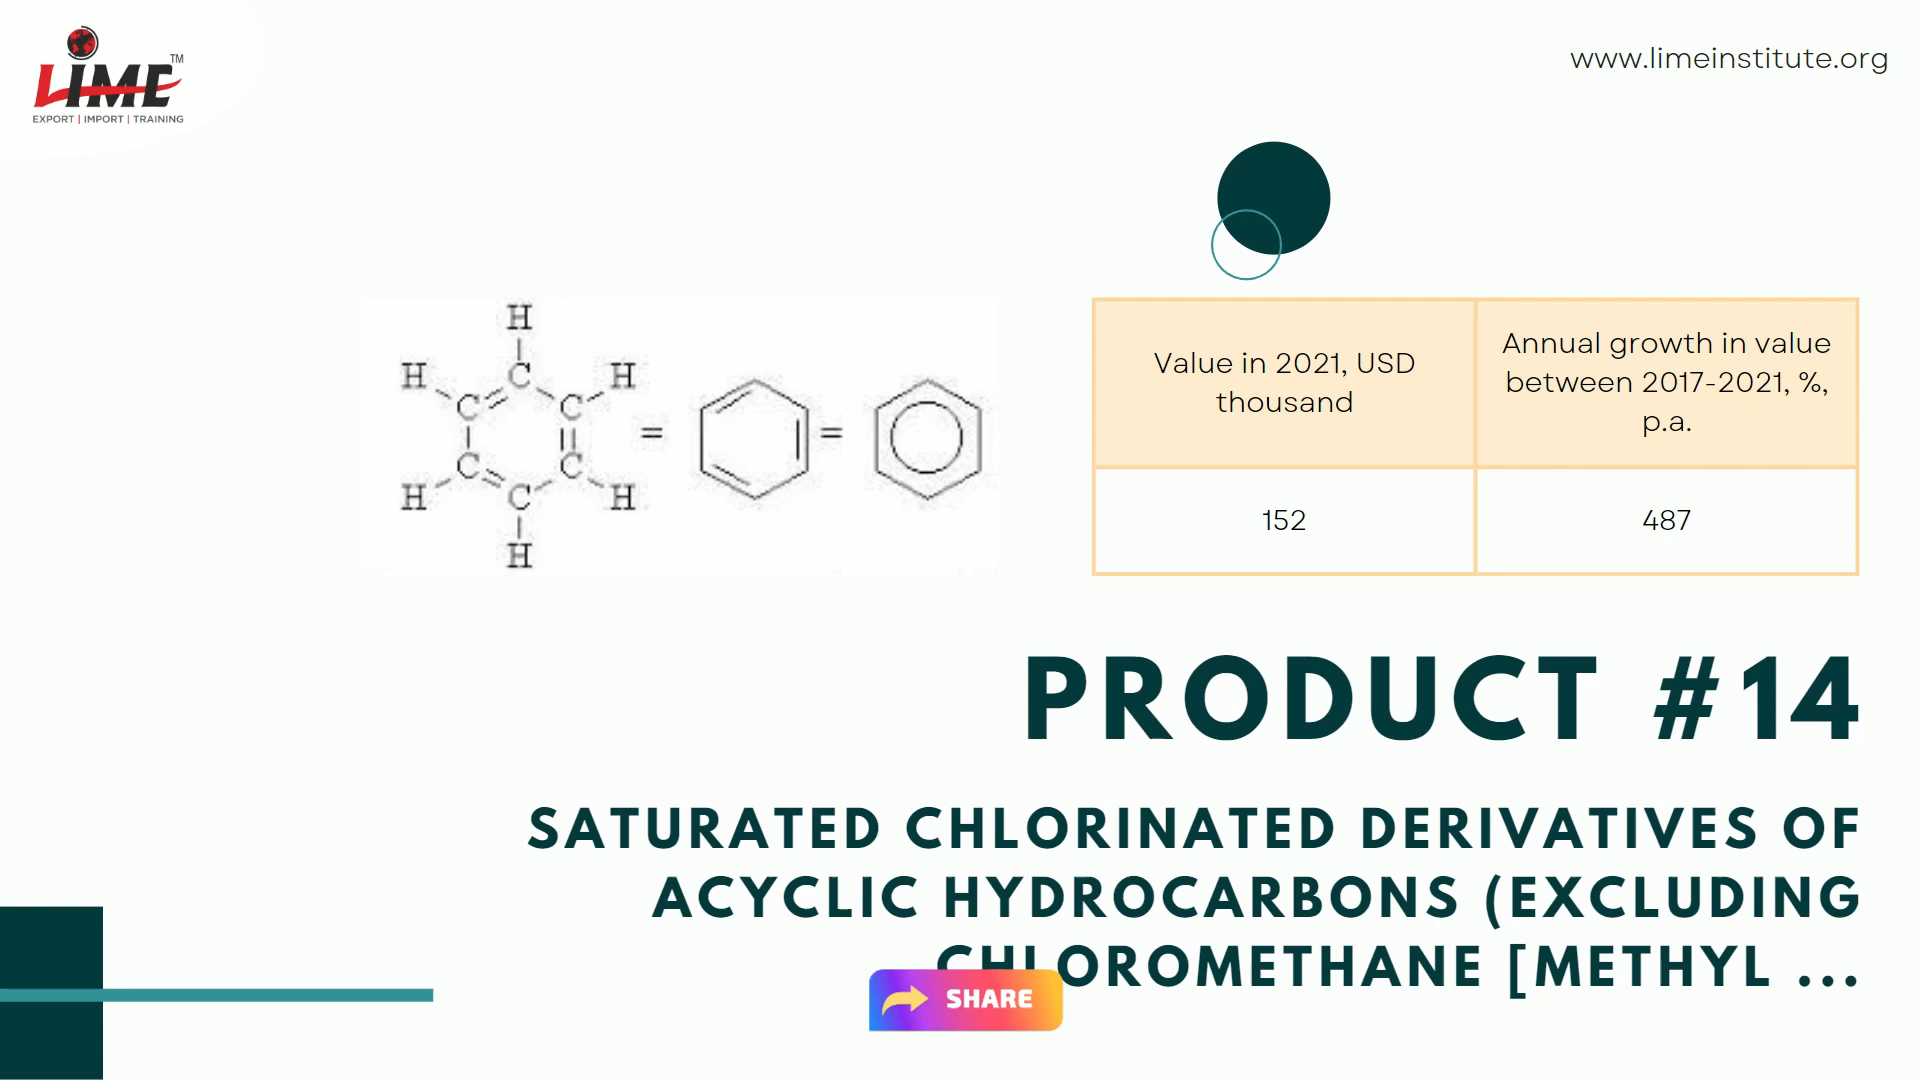 LIME TM
EXPORT | IMPORT | TRAINING
www.limeinstitute.org
H
H C H
C C
= =
C C
H C H
H
Value in 2021, USD
thousand
Annual growth in value
between 2017-2021, %,
p.a.
152
487
PRODUCT #14
SATURATED CHLORINATED DERIVATIVES OF
ACYCLIC HYDROCARBONS (EXCLUDING
CHLOROMETHANE [METHYL ...
SHARE